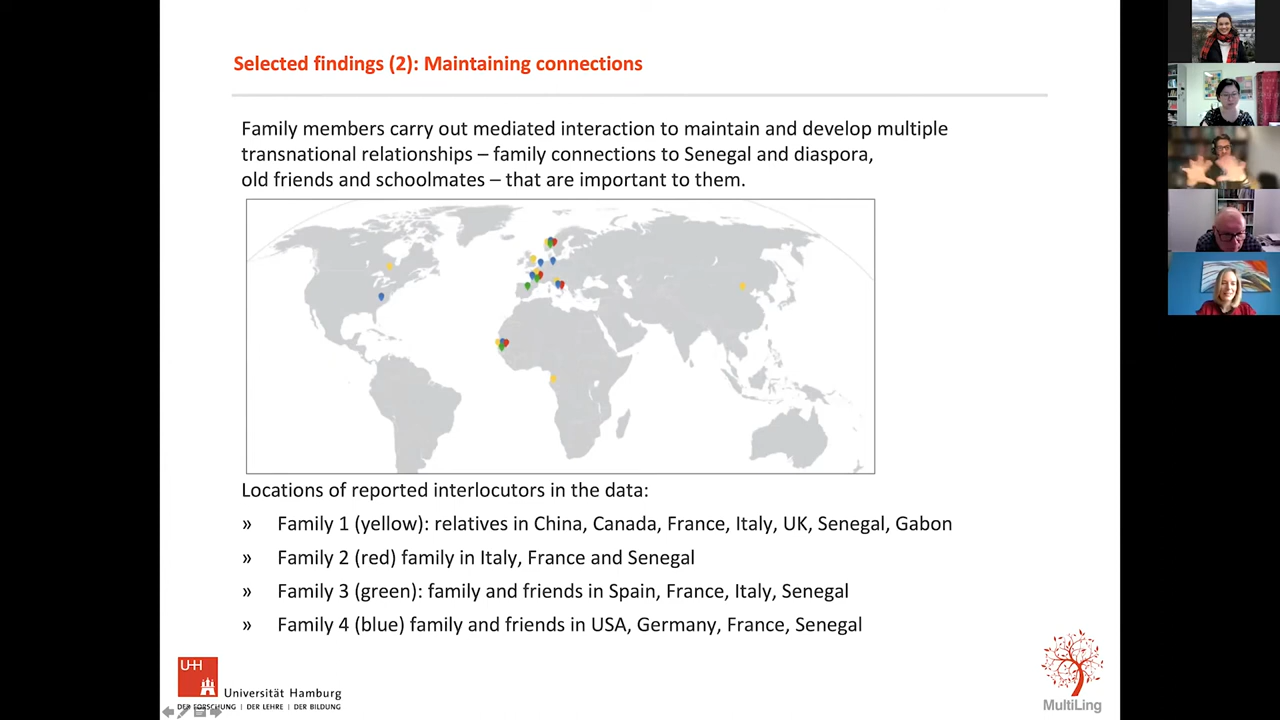 Selected findings (2): Maintaining connections
Family members carry out mediated interaction to maintain and develop multiple
transnational relationships – family connections to Senegal and diaspora,
old friends and schoolmates – that are important to them.
Locations of reported interlocutors in the data:
» Family 1 (yellow): relatives in China, Canada, France, Italy, UK, Senegal, Gabon
» Family 2 (red) family in Italy, France and Senegal
» Family 3 (green): family and friends in Spain, France, Italy, Senegal
» Family 4 (blue) family and friends in USA, Germany, France, Senegal
UH
Universität Hamburg
DER FORSCHUNG | DER LEHRE | DER BILDUNG
MultiLing